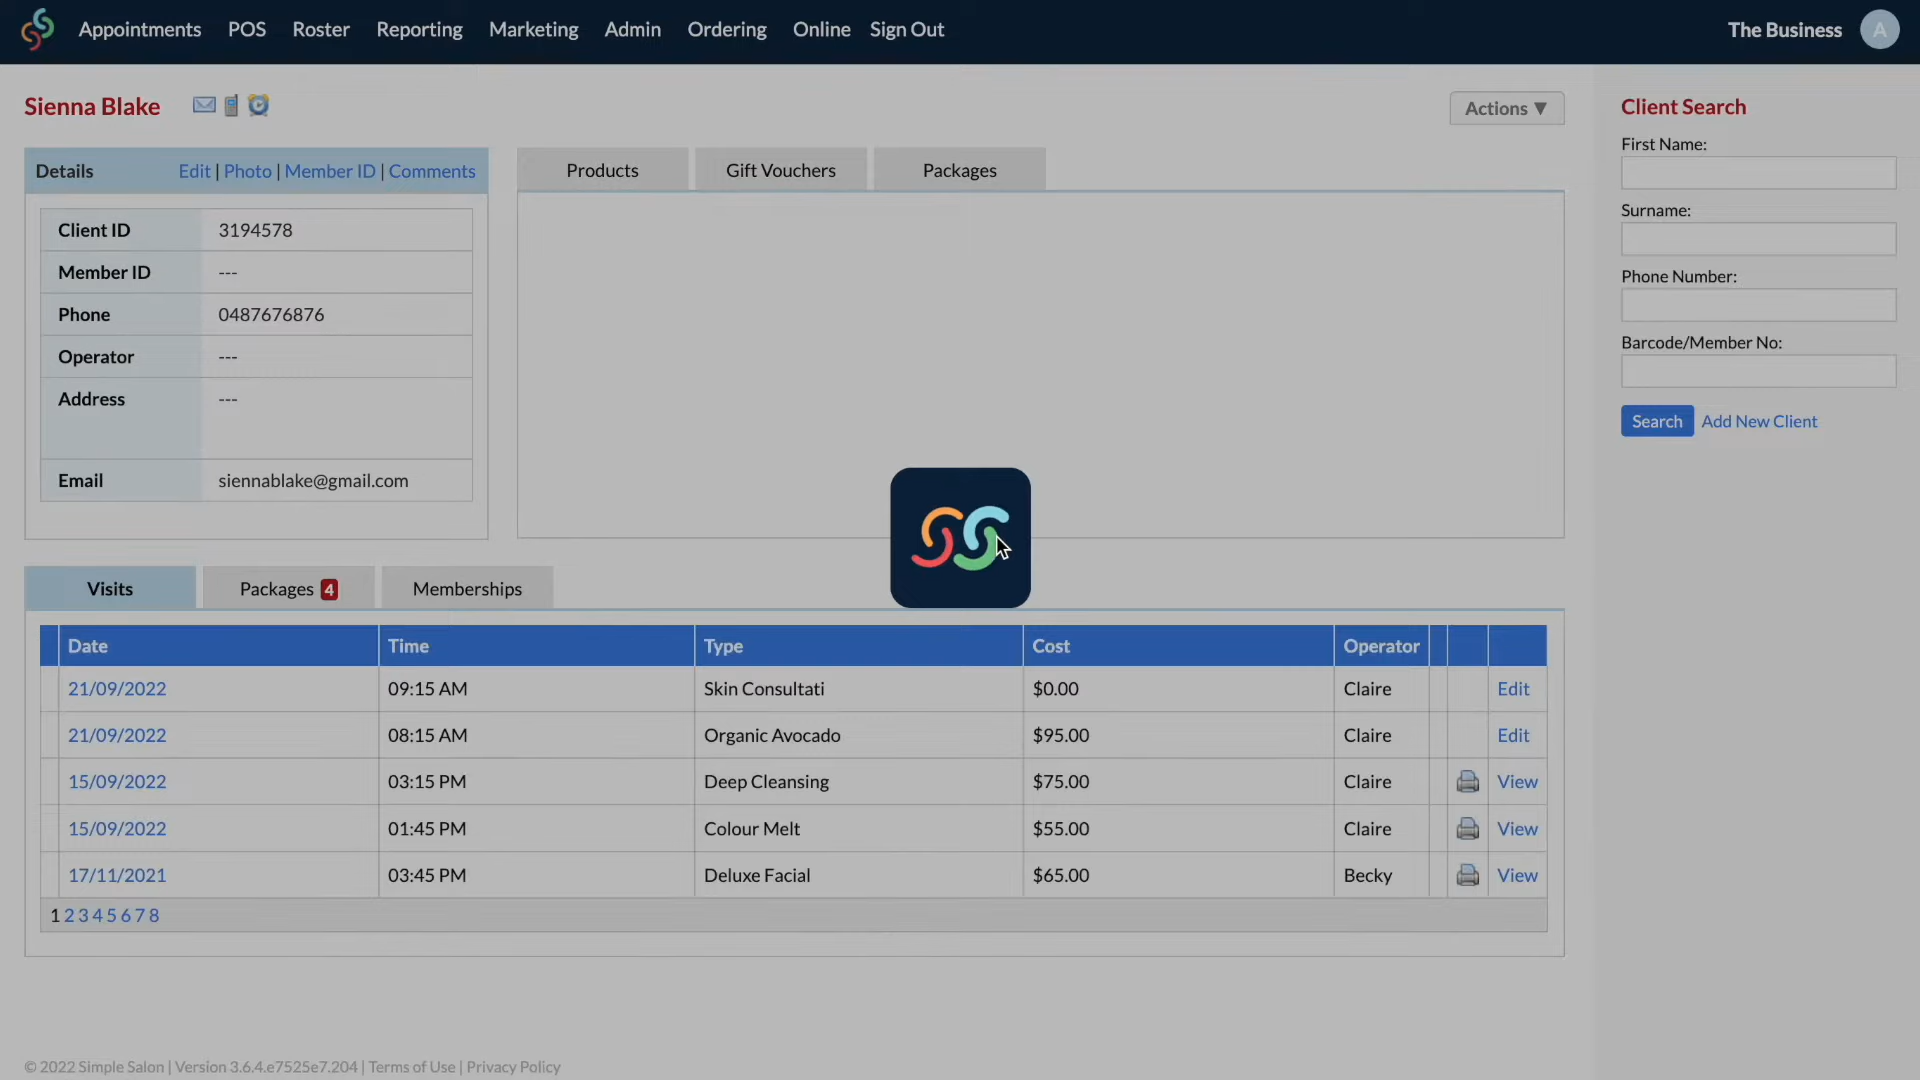 Appointments POS Roster Reporting Marketing Admin Ordering Online Sign Out The Business A
Sienna Blake
Actions ▼
Details Edit | Photo | Member ID | Comments
Client ID 3194578
Member ID ---
Phone 0487676876
Operator ---
Address ---
Email siennablake@gmail.com
Products Gift Vouchers Packages
Client Search
First Name:
Surname:
Phone Number:
Barcode/Member No:
Search Add New Client
Visits Packages 4 Memberships
Date Time Type Cost Operator
21/09/2022 09:15 AM Skin Consultati $0.00 Claire Edit
21/09/2022 08:15 AM Organic Avocado $95.00 Claire Edit
15/09/2022 03:15 PM Deep Cleansing $75.00 Claire View
15/09/2022 01:45 PM Colour Melt $55.00 Claire View
17/11/2021 03:45 PM Deluxe Facial $65.00 Becky View
1 2 3 4 5 6 7 8
© 2022 Simple Salon | Version 3.6.4.e7525e7.204 | Terms of Use | Privacy Policy